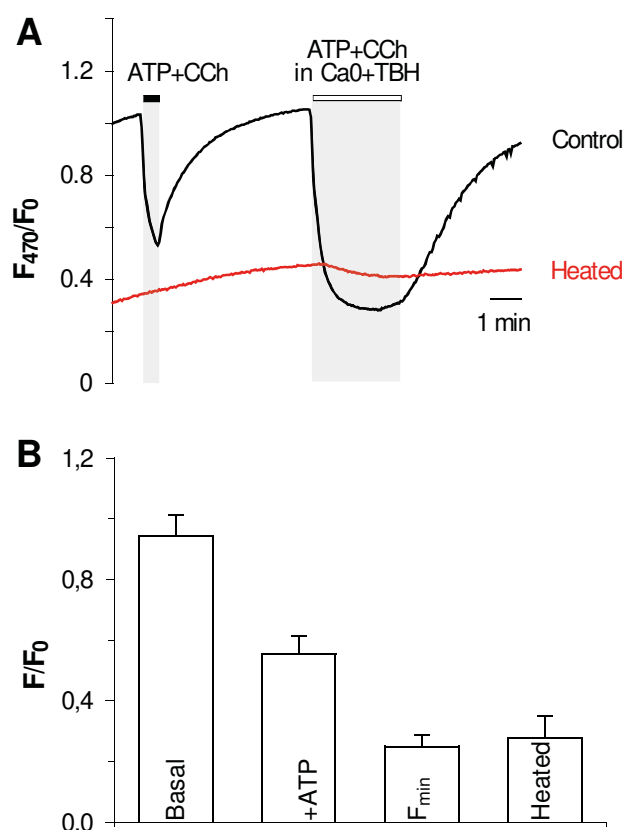 A
ATP+CCh
ATP+CCh
in Ca0+TBH
1.2
0.8
0.4
0
F470/F0
Control
Heated
1 min
B
1,2
0,8
0,4
0.0
F/F0
Basal
+ATP
Fmin
Heated